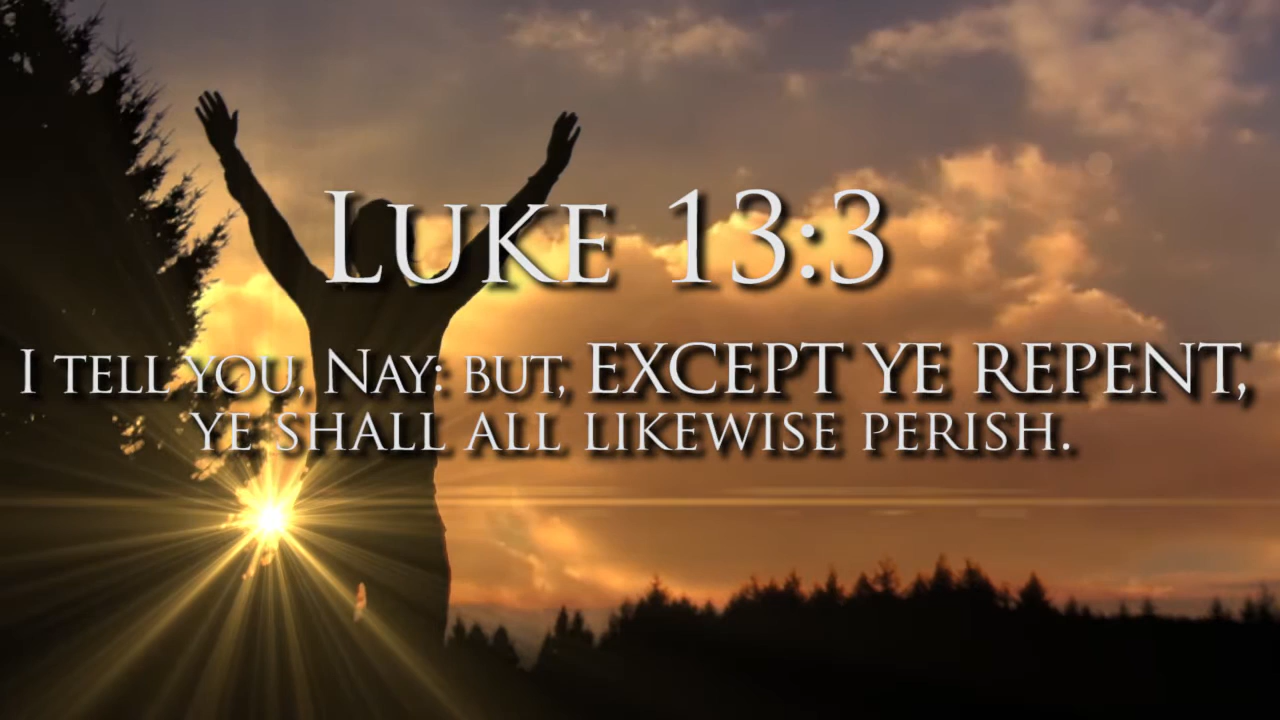 Luke 13:3
I tell you, Nay: but, EXCEPT YE REPENT,
ye shall all likewise perish.